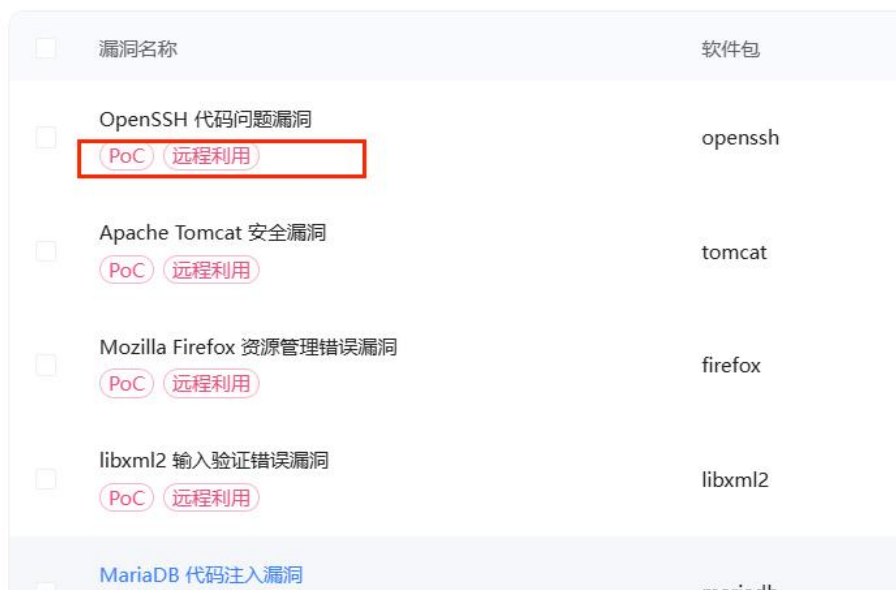 漏洞名称 软件包
OpenSSH 代码问题漏洞
PoC 远程利用
openssh
Apache Tomcat 安全漏洞
PoC 远程利用
tomcat
Mozilla Firefox 资源管理错误漏洞
PoC 远程利用
firefox
libxml2 输入验证错误漏洞
PoC 远程利用
libxml2
MariaDB 代码注入漏洞